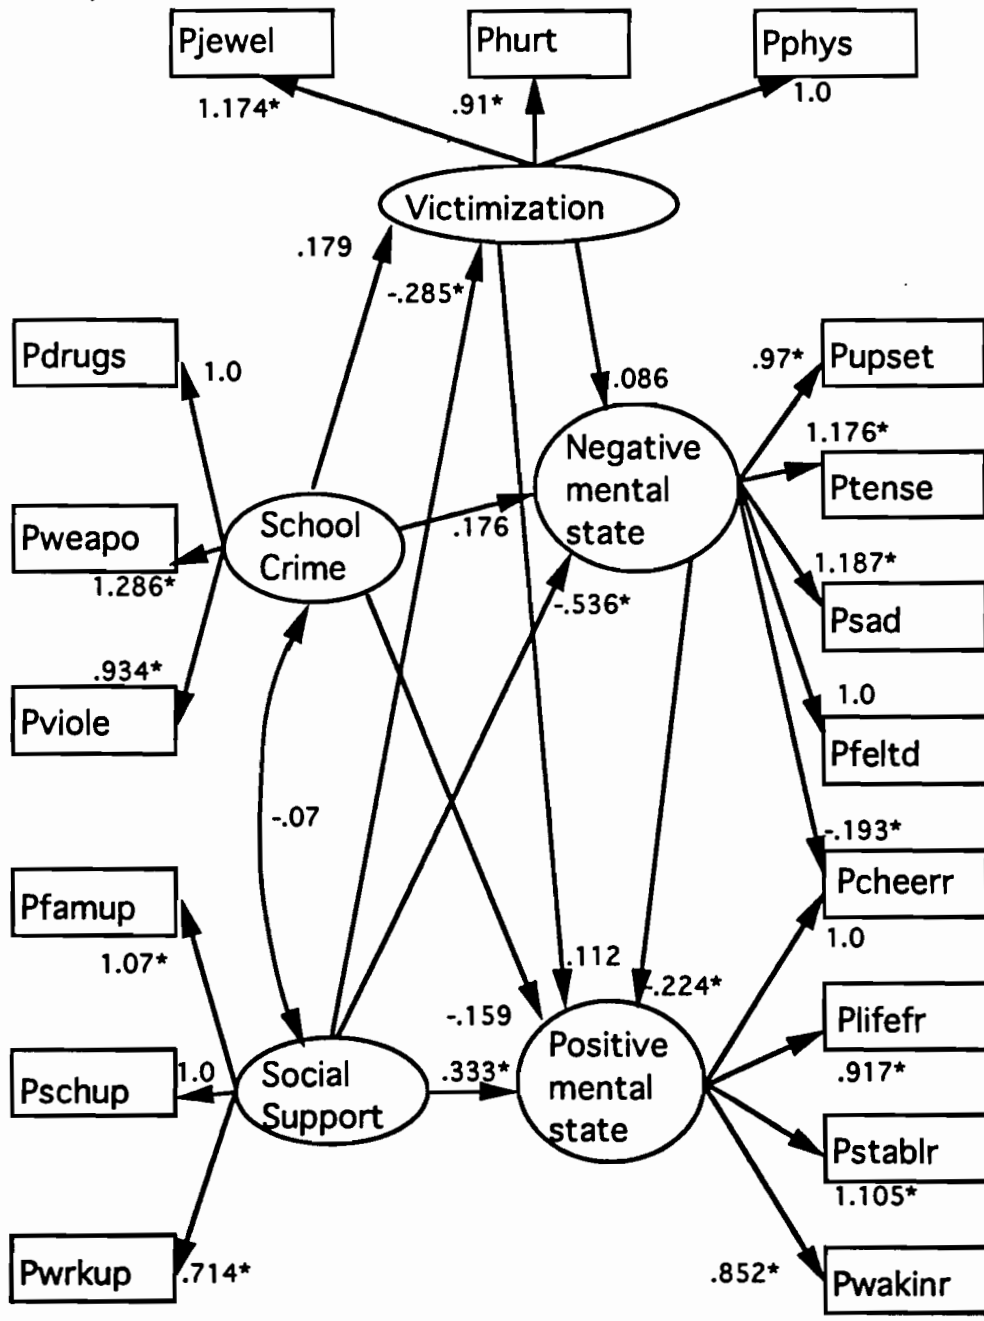 Pjewel
Phurt
Pphys
1.174*
.91*
1.0
Victimization
.179
-.285*
Pdrugs
1.0
.086
.97*
Pupset
1.176*
Negative
mental
state
Ptense
School
Crime
.176
Pweapo
1.286*
1.187*
-.536*
Psad
.934*
1.0
Pviole
Pfeltd
-.07
-.193*
Pcheerr
1.0
Pfamup
1.07*
.112
-.224*
-.159
Plifefr
.917*
Positive
mental
state
1.0
Pschup
Social
Support
.333*
Pstablr
1.105*
Pwrkup
.714*
.852*
Pwakinr